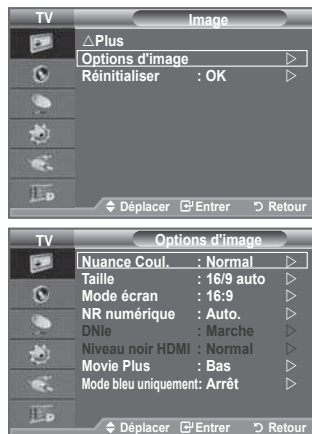 TV Image
△Plus
Options d'image ▷
Réinitialiser : OK ▷
Déplacer Entrer Retour
TV Options d'image
Nuance Coul. : Normal ▷
Taille : 16/9 auto ▷
Mode écran : 16:9 ▷
NR numérique : Auto. ▷
DNIe : Marche ▷
Niveau noir HDMI : Normal ▷
Movie Plus : Bas ▷
Mode bleu uniquement: Arrêt ▷
Déplacer Entrer Retour